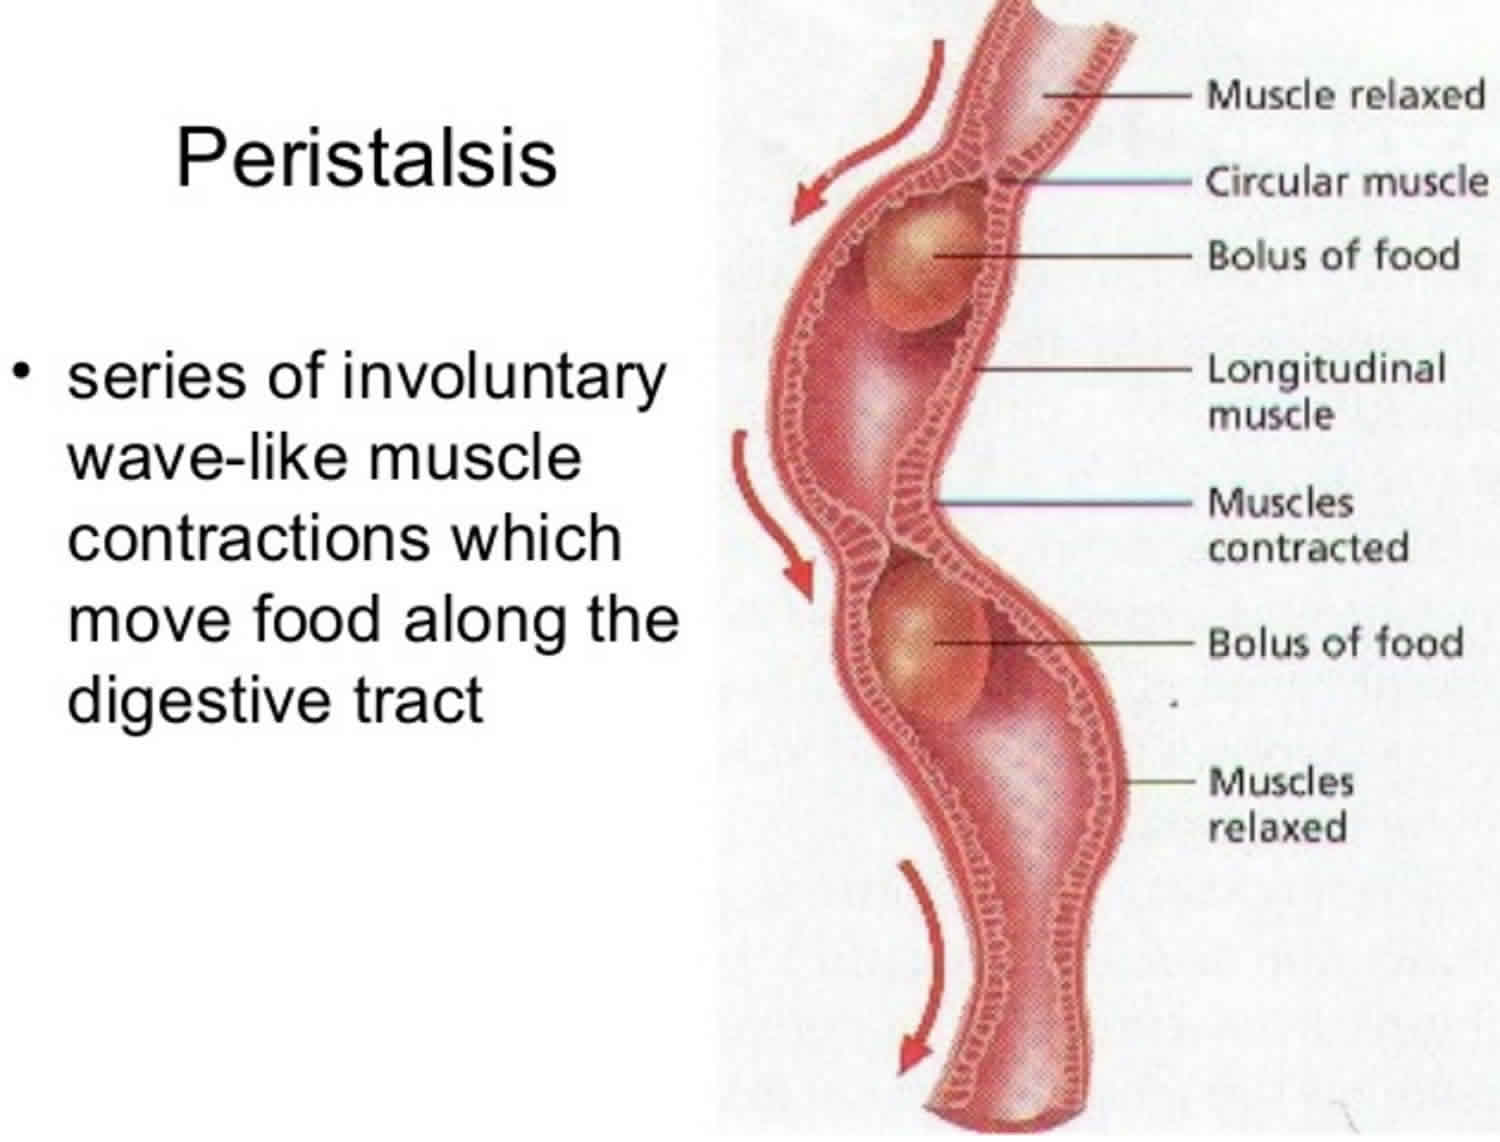 Peristalsis
• series of involuntary
wave-like muscle
contractions which
move food along the
digestive tract
Muscle relaxed
Circular muscle
Bolus of food
Longitudinal
muscle
Muscles
contracted
Bolus of food
Muscles
relaxed